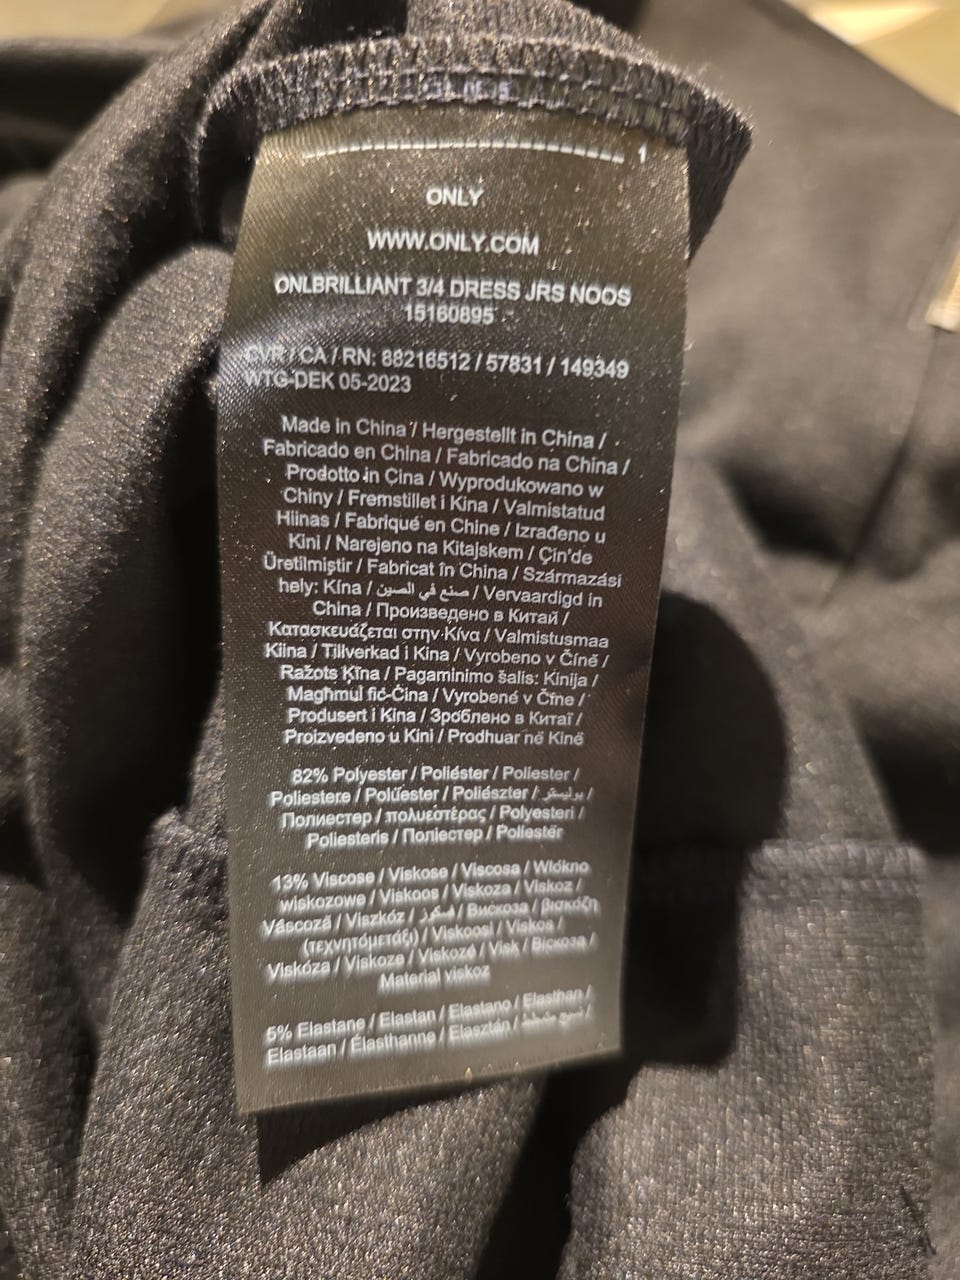 1
ONLY
WWW.ONLY.COM
ONLBRILLIANT 3/4 DRESS JRS NOOS
15160895
CVR / CA / RN: 88216512 / 57831 / 149349
WTG-DEK 05-2023
Made in China / Hergestellt in China /
Fabricado en China / Fabricado na China /
Prodotto in Cina / Wyprodukowano w
Chiny / Fremstillet i Kina / Valmistatud
Hiinas / Fabriqué en Chine / Izrađeno u
Kini / Narejeno na Kitajskem / Çin'de
Üretilmiştir / Fabricat în China / Származási
hely: Kína / صنع في الصين / Vervaardigd in
China / Произведено в Китай /
Κατασκευάζεται στην Κίνα / Valmistusmaa
Kiina / Tillverkad i Kina / Vyrobeno v Číně /
Ražots Ķīna / Pagaminimo šalis: Kinija /
Magħmul fiċ-Ċina / Vyrobené v Číne /
Produsert i Kina / Зроблено в Китаї /
Proizvedeno u Kini / Prodhuar në Kinë
82% Polyester / Poliéster / Poliester /
Poliestere / Polüester / Poliészter / بوليستر /
Полиестер / πολυεστέρας / Polyesteri /
Poliesteris / Поліестер / Poliestër
13% Viscose / Viskose / Viscosa / Włókno
wiskozowe / Viskoos / Viskoza / Viskoz /
Vâscoză / Viszkóz / فسكوز / Вискоза / βισκόζη
(τεχνητόμετάξι) / Viskoosi / Viskos /
Viskóza / Viskoze / Viskozė / Visk / Віскоза /
Material viskoz
5% Elastane / Elastan / Elastano / Elasthan /
Elastaan / Élasthanne / Elasztán /